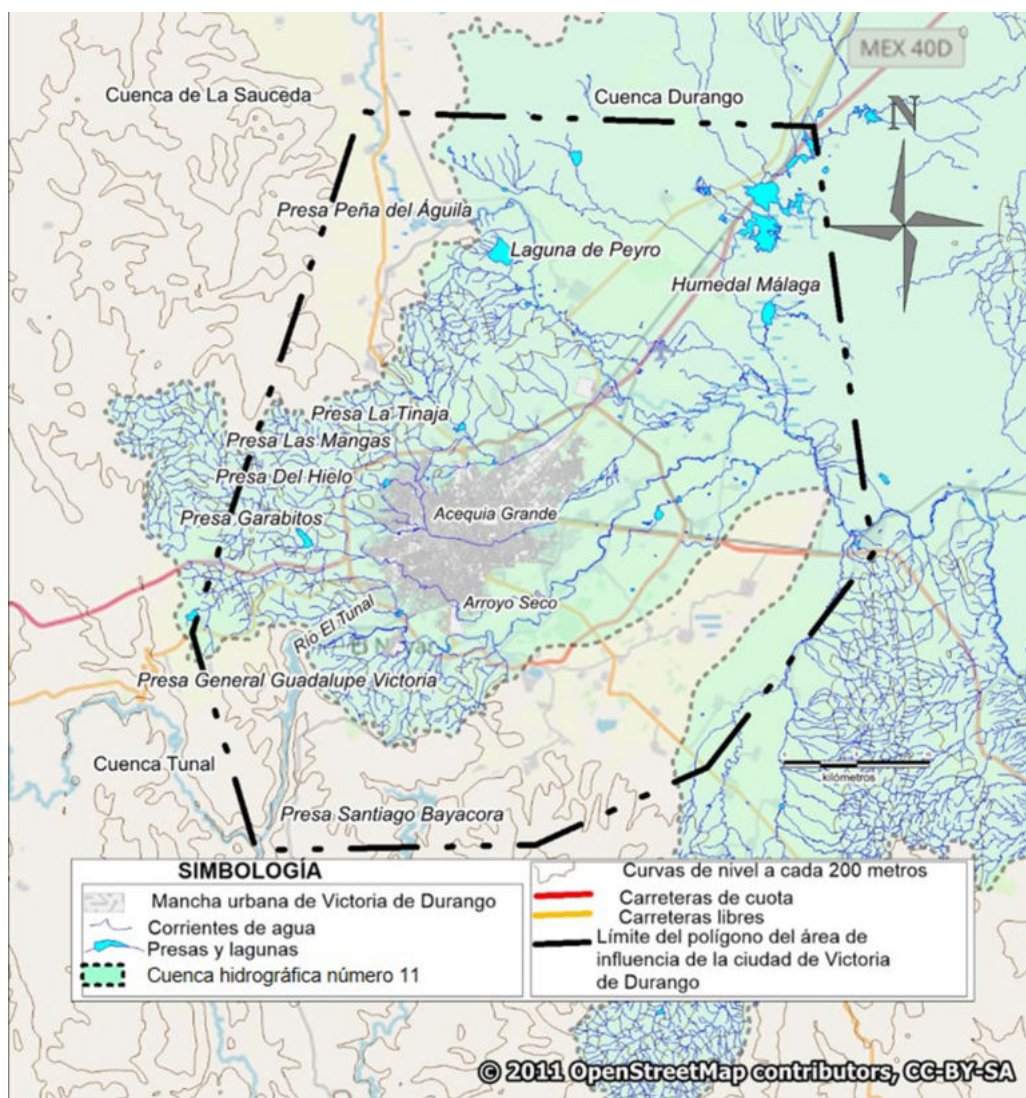 MEX 40D
Cuenca de La Sauceda
Cuenca Durango
N
Presa Peña del Águila
Laguna de Peyro
Humedal Málaga
Presa La Tinaja
Presa Las Mangas
Presa Del Hielo
Presa Garabitos
Acequia Grande
Arroyo Seco
Río El Tunal
Presa General Guadalupe Victoria
Cuenca Tunal
kilómetros
Presa Santiago Bayacora
SIMBOLOGÍA
Mancha urbana de Victoria de Durango
Corrientes de agua
Presas y lagunas
Cuenca hidrográfica número 11
Curvas de nivel a cada 200 metros
Carreteras de cuota
Carreteras libres
Límite del polígono del área de
influencia de la ciudad de Victoria
de Durango
© 2011 OpenStreetMap contributors, CC-BY-SA